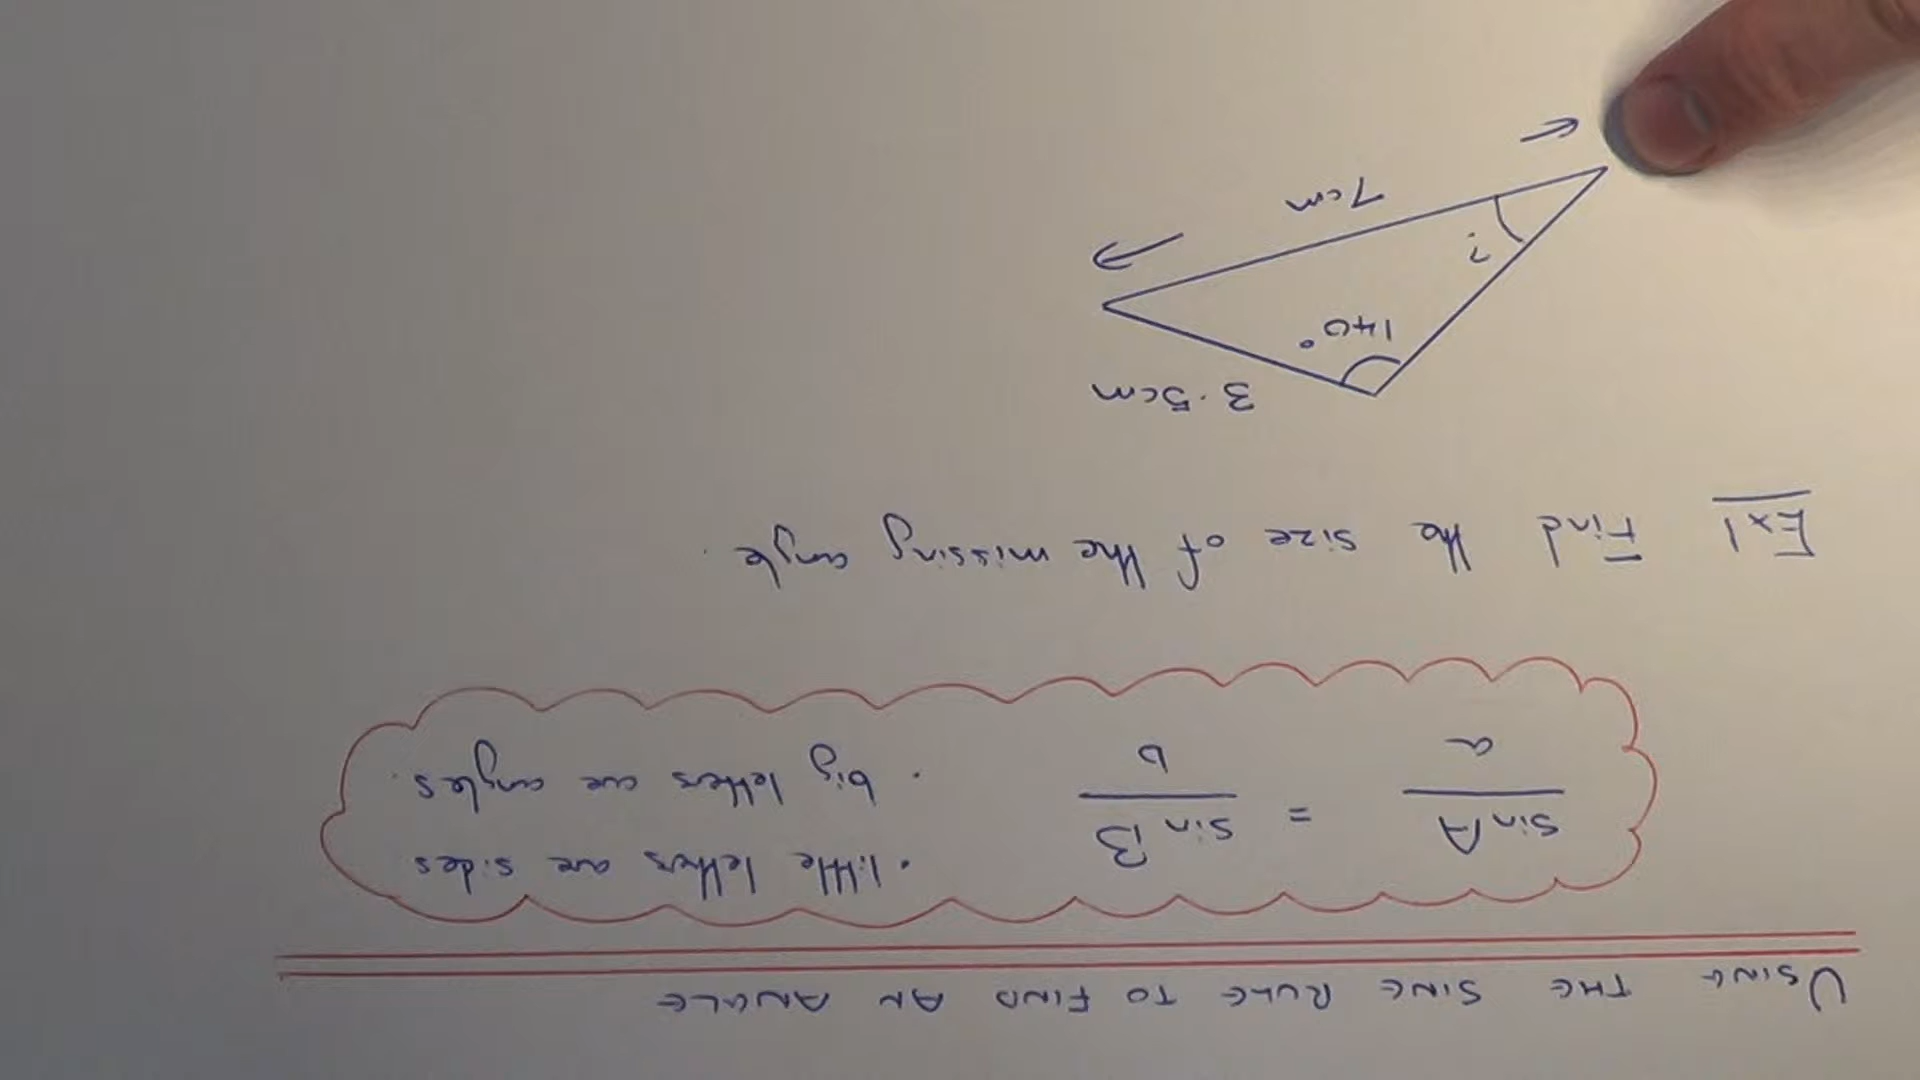 USING THE SINE RULE TO FIND AN ANGLE
sin A / a = sin B / b
• little letters are sides
• big letters are angles.
Ex1 Find the size of the missing angle.
3.5cm
140°
?
7cm